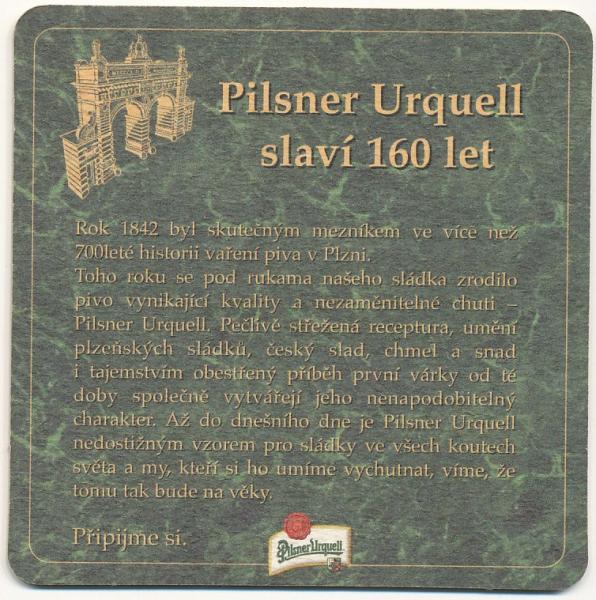 Pilsner Urquell
slaví 160 let
Rok 1842 byl skutečným mezníkem ve více než
700leté historii vaření piva v Plzni.
Toho roku se pod rukama našeho sládka zrodilo
pivo vynikající kvality a nezaměnitelné chuti –
Pilsner Urquell. Pečlivě střežená receptura, umění
plzeňských sládků, český slad, chmel a snad
i tajemstvím obestřený příběh první várky od té
doby společně vytvářejí jeho nenapodobitelný
charakter. Až do dnešního dne je Pilsner Urquell
nedostižným vzorem pro sládky ve všech koutech
světa a my, kteří si ho umíme vychutnat, víme, že
tomu tak bude na věky.
Připijme si.
Pilsner Urquell